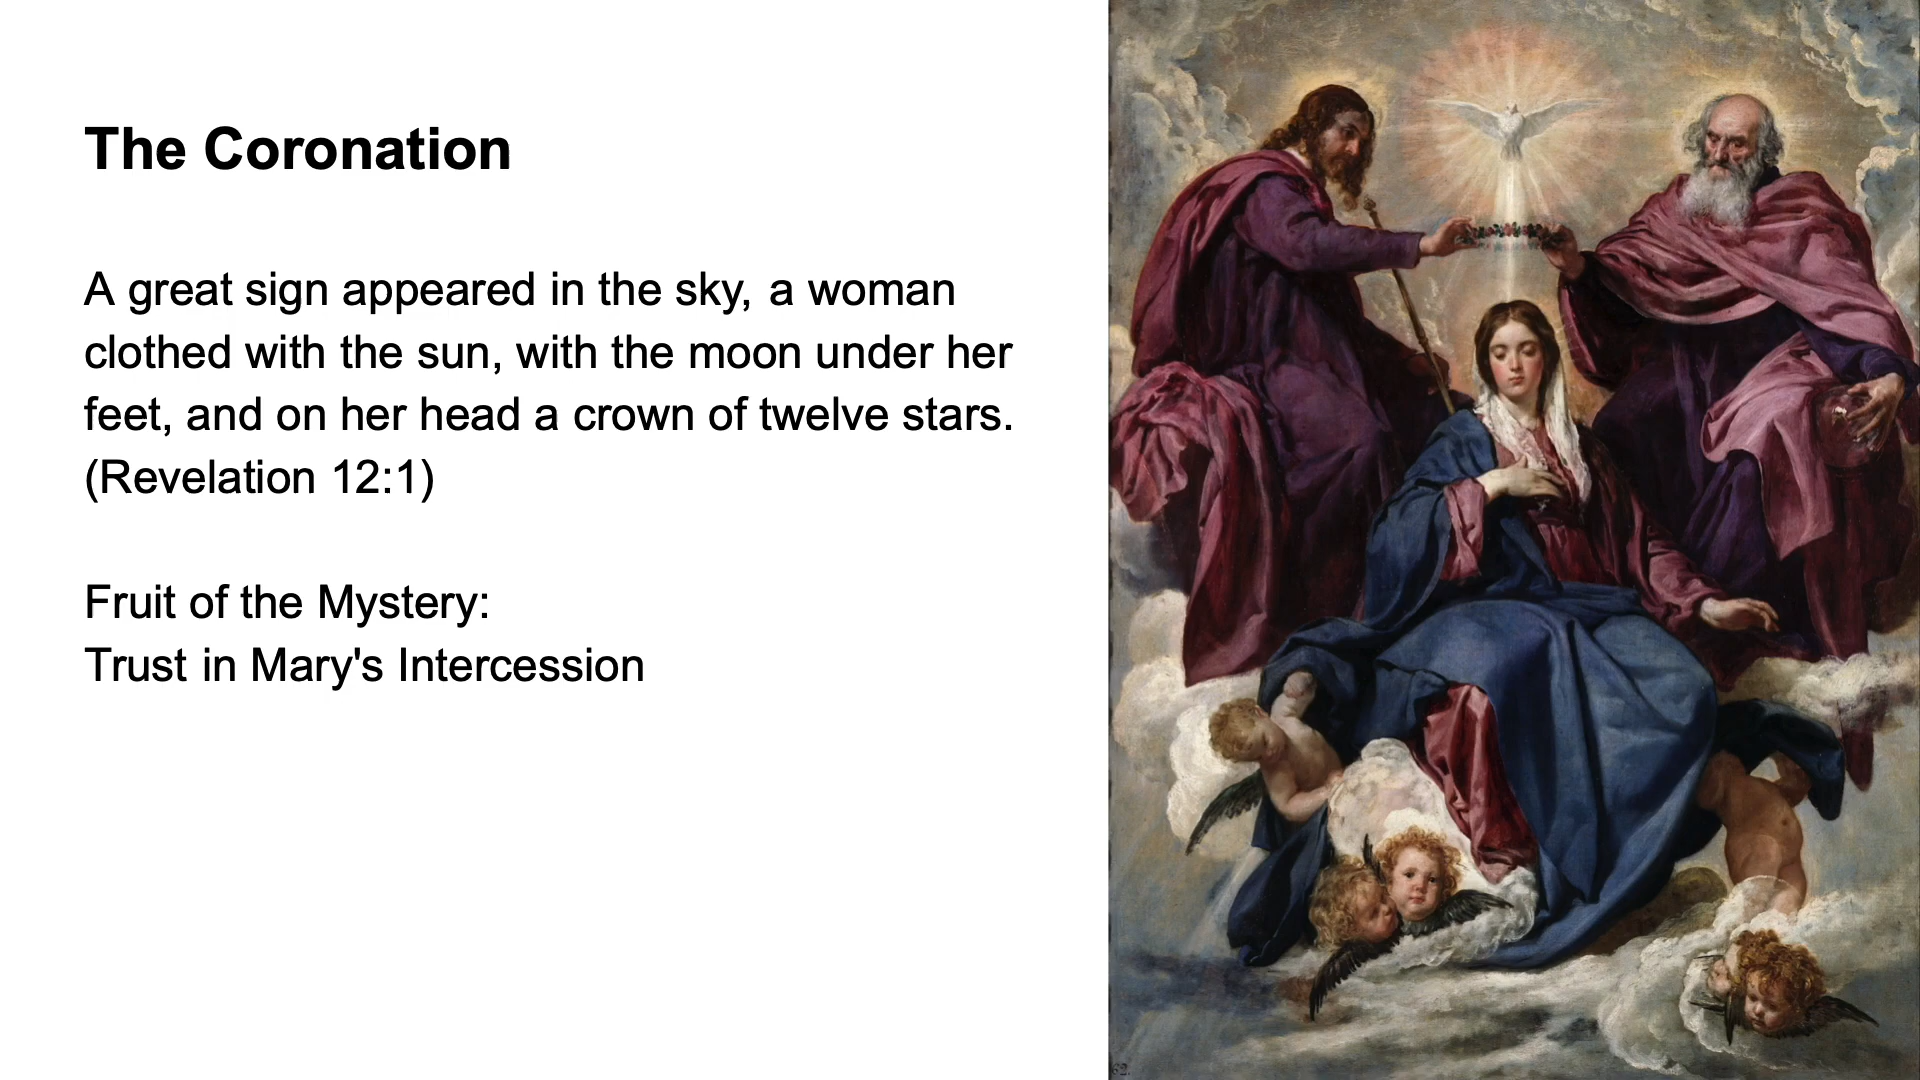 The Coronation
A great sign appeared in the sky, a woman
clothed with the sun, with the moon under her
feet, and on her head a crown of twelve stars.
(Revelation 12:1)
Fruit of the Mystery:
Trust in Mary's Intercession
62.